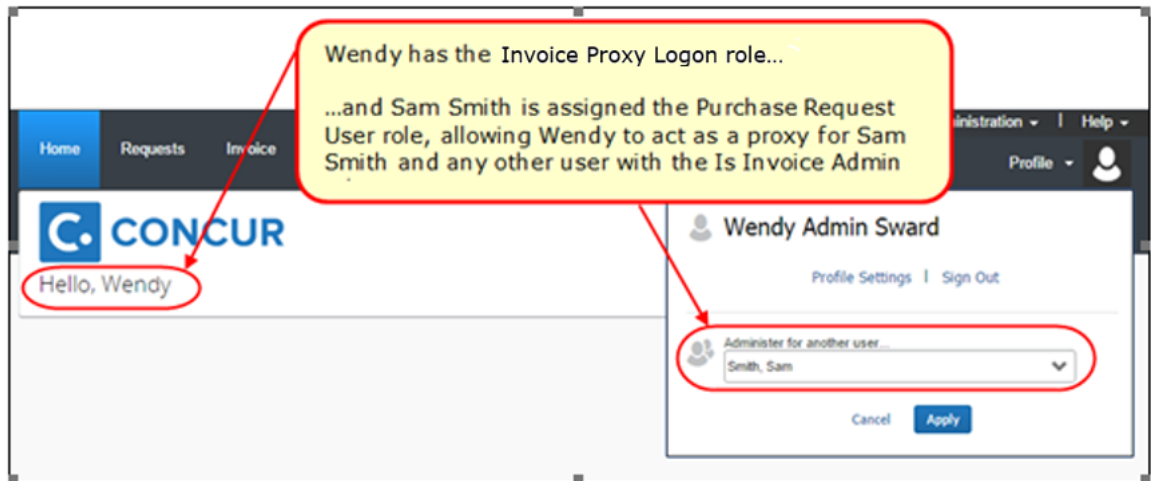 Wendy has the Invoice Proxy Logon role...
...and Sam Smith is assigned the Purchase Request
User role, allowing Wendy to act as a proxy for Sam
Smith and any other user with the Is Invoice Admin
Home Requests Invoice
Help
Profile
C. CONCUR
Hello, Wendy
Wendy Admin Sward
Profile Settings | Sign Out
Administer for another user...
Smith, Sam
Cancel Apply